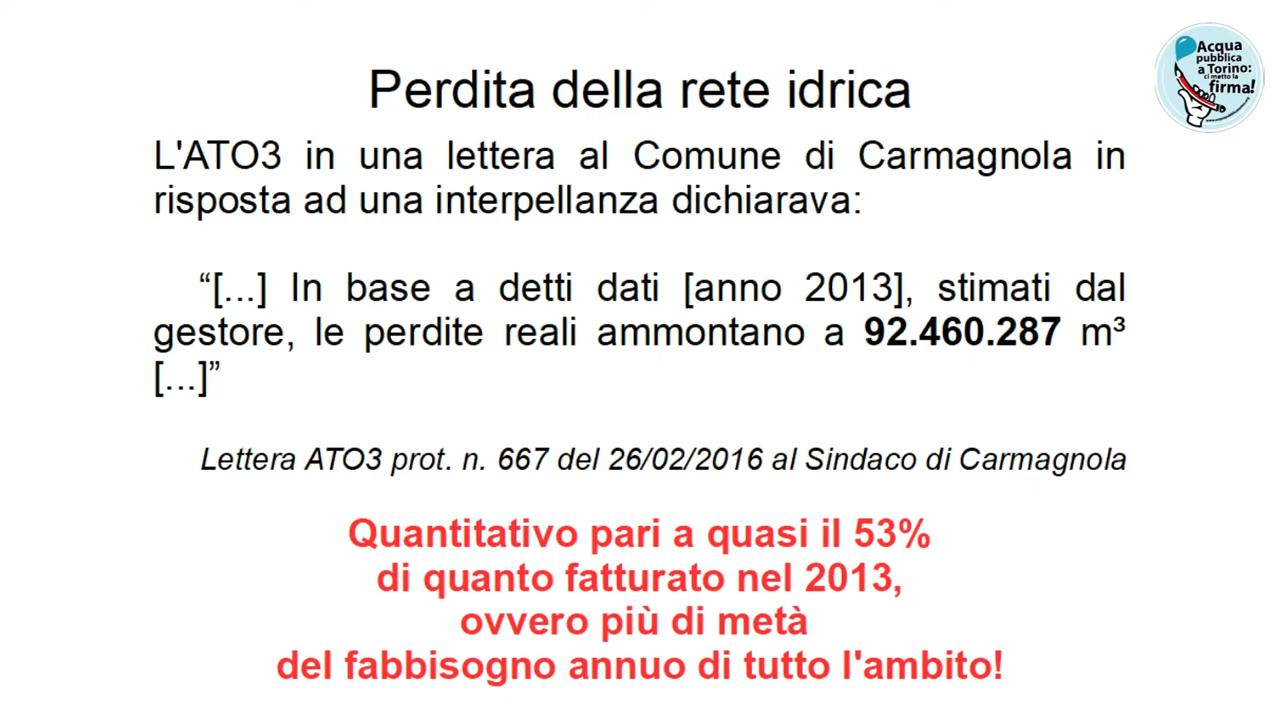 Acqua
pubblica
a Torino:
ci metto la
firma!
Perdita della rete idrica
L'ATO3 in una lettera al Comune di Carmagnola in
risposta ad una interpellanza dichiarava:
“[...] In base a detti dati [anno 2013], stimati dal
gestore, le perdite reali ammontano a 92.460.287 m³
[...]”
Lettera ATO3 prot. n. 667 del 26/02/2016 al Sindaco di Carmagnola
Quantitativo pari a quasi il 53%
di quanto fatturato nel 2013,
ovvero più di metà
del fabbisogno annuo di tutto l'ambito!